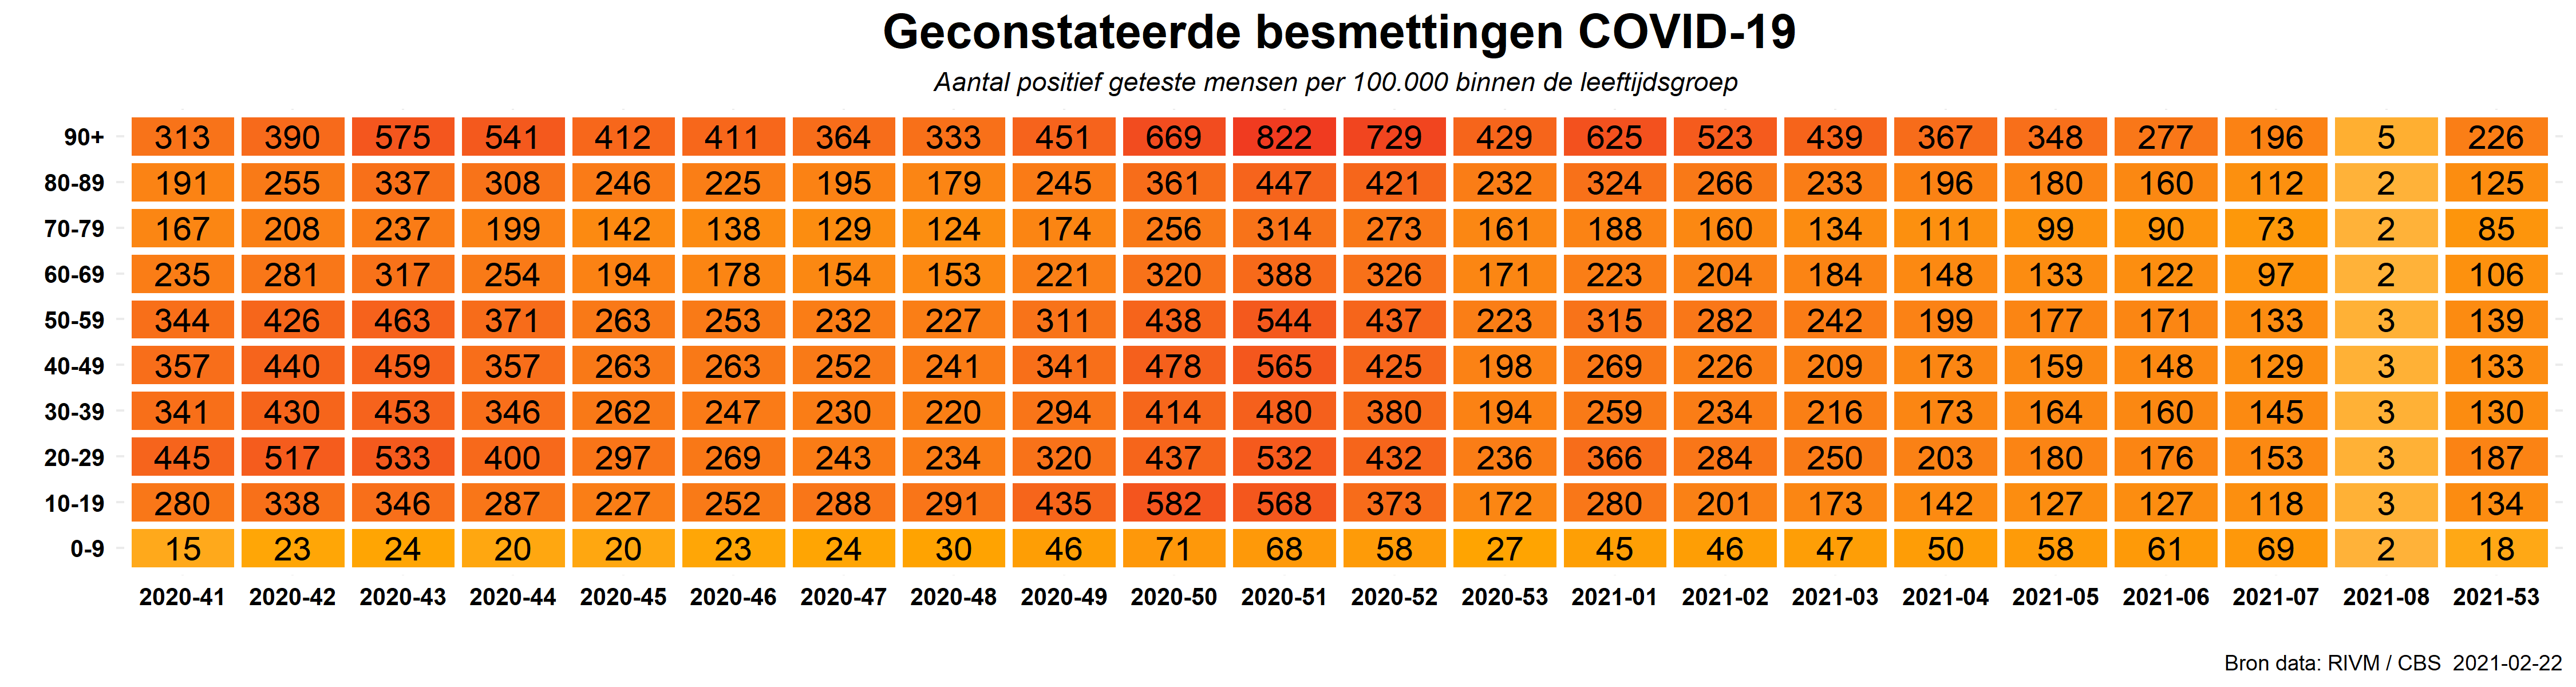 Geconstateerde besmettingen COVID-19
Aantal positief geteste mensen per 100.000 binnen de leeftijdsgroep
90+ 313 390 575 541 412 411 364 333 451 669 822 729 429 625 523 439 367 348 277 196 5 226
80-89 191 255 337 308 246 225 195 179 245 361 447 421 232 324 266 233 196 180 160 112 2 125
70-79 167 208 237 199 142 138 129 124 174 256 314 273 161 188 160 134 111 99 90 73 2 85
60-69 235 281 317 254 194 178 154 153 221 320 388 326 171 223 204 184 148 133 122 97 2 106
50-59 344 426 463 371 263 253 232 227 311 438 544 437 223 315 282 242 199 177 171 133 3 139
40-49 357 440 459 357 263 263 252 241 341 478 565 425 198 269 226 209 173 159 148 129 3 133
30-39 341 430 453 346 262 247 230 220 294 414 480 380 194 259 234 216 173 164 160 145 3 130
20-29 445 517 533 400 297 269 243 234 320 437 532 432 236 366 284 250 203 180 176 153 3 187
10-19 280 338 346 287 227 252 288 291 435 582 568 373 172 280 201 173 142 127 127 118 3 134
0-9 15 23 24 20 20 23 24 30 46 71 68 58 27 45 46 47 50 58 61 69 2 18
2020-41 2020-42 2020-43 2020-44 2020-45 2020-46 2020-47 2020-48 2020-49 2020-50 2020-51 2020-52 2020-53 2021-01 2021-02 2021-03 2021-04 2021-05 2021-06 2021-07 2021-08 2021-53
Bron data: RIVM / CBS 2021-02-22